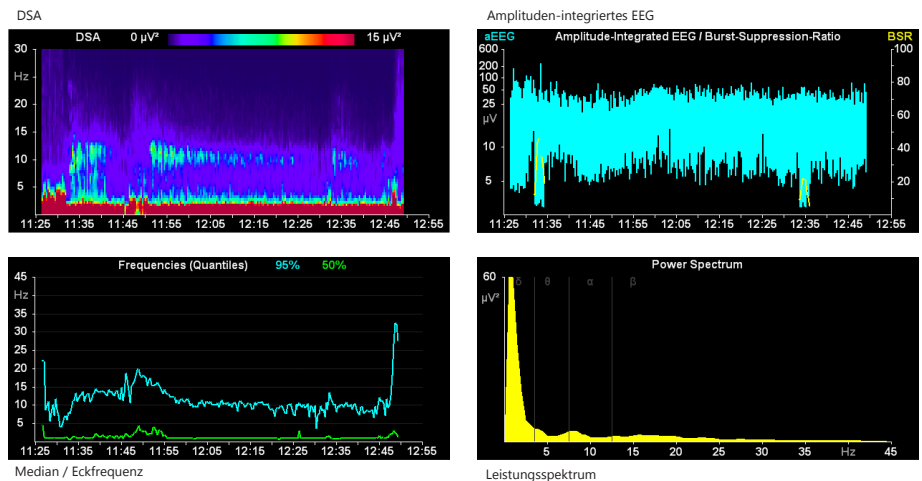 DSA
DSA 0 µV² 15 µV²
30
Hz
20
15
10
5
11:25 11:35 11:45 11:55 12:05 12:15 12:25 12:35 12:45 12:55
Amplituden-integriertes EEG
aEEG Amplitude-Integrated EEG / Burst-Suppression-Ratio BSR
600
200
100
50
25
µV
10
5
100
80
60
40
20
11:25 11:35 11:45 11:55 12:05 12:15 12:25 12:35 12:45 12:55
Frequencies (Quantiles) 95% 50%
45
Hz
35
30
25
20
15
10
5
11:25 11:35 11:45 11:55 12:05 12:15 12:25 12:35 12:45 12:55
Median / Eckfrequenz
Power Spectrum
60
µV²
δ θ α β
5 10 15 20 25 30 35 Hz 45
Leistungsspektrum